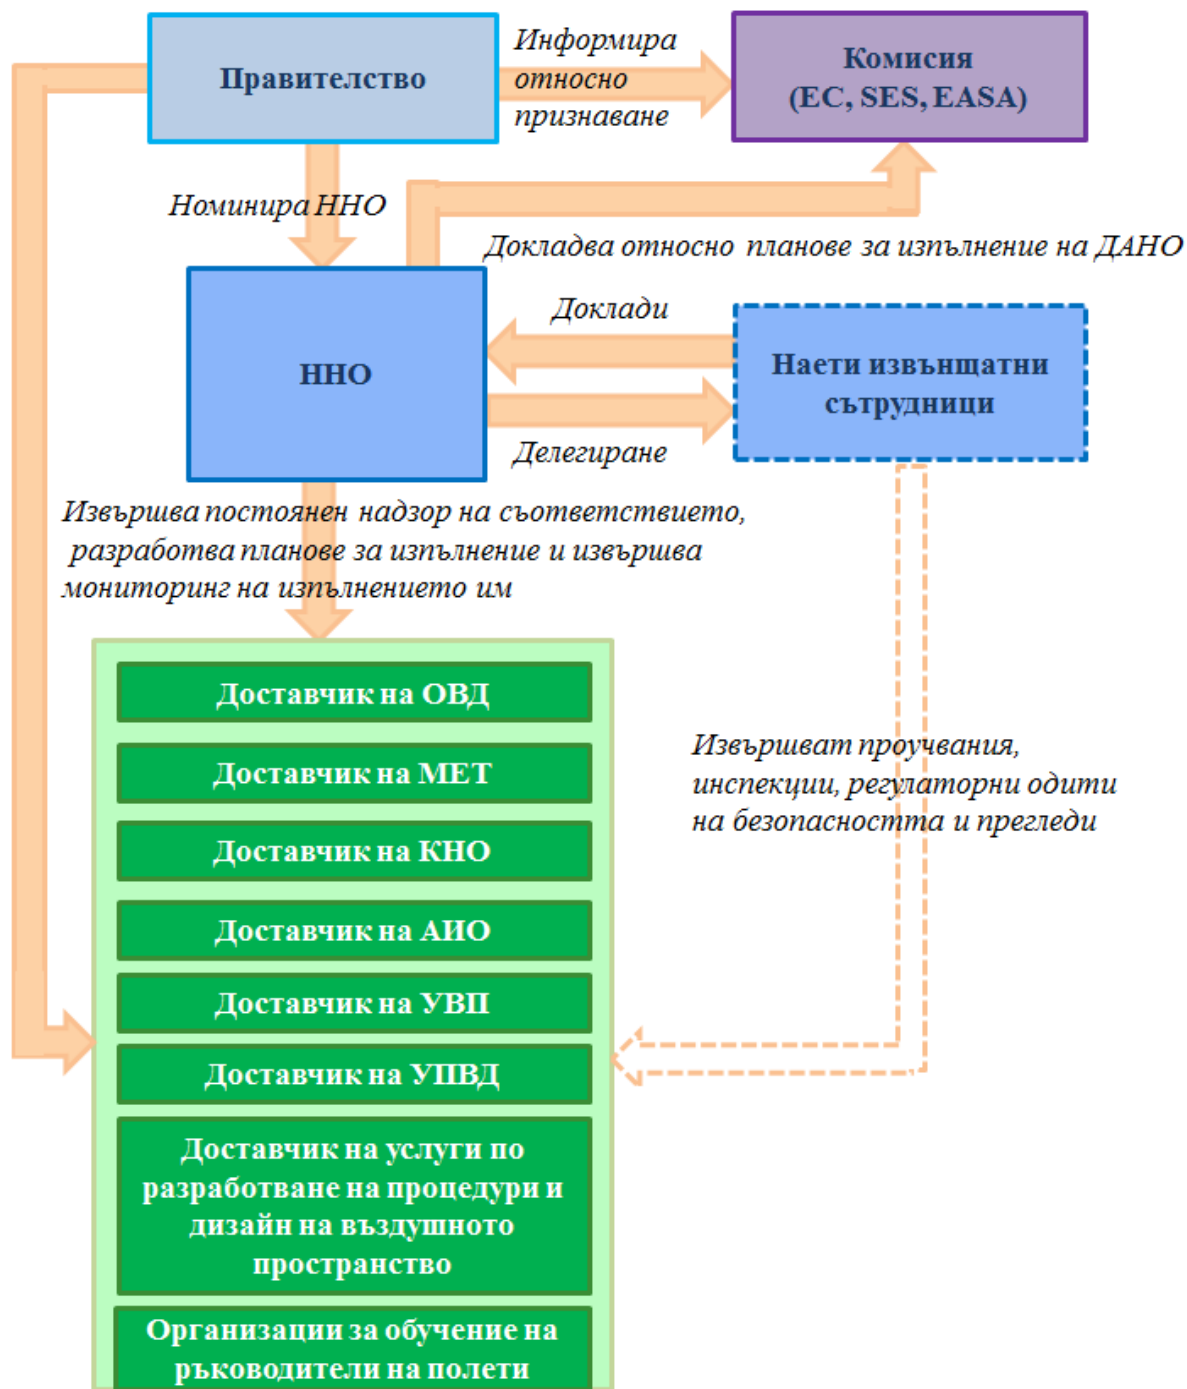 Правителство
Информира
относно
признаване
Комисия
(EC, SES, EASA)
Номинира ННО
Докладва относно планове за изпълнение на ДАНО
Доклади
ННО
Наети извънщатни
сътрудници
Делегиране
Извършва постоянен надзор на съответствието,
разработва планове за изпълнение и извършва
мониторинг на изпълнението им
Доставчик на ОВД
Доставчик на МЕТ
Доставчик на КНО
Доставчик на АИО
Доставчик на УВП
Доставчик на УПВД
Доставчик на услуги по
разработване на процедури и
дизайн на въздушното
пространство
Организации за обучение на
ръководители на полети
Извършват проучвания,
инспекции, регулаторни одити
на безопасността и прегледи